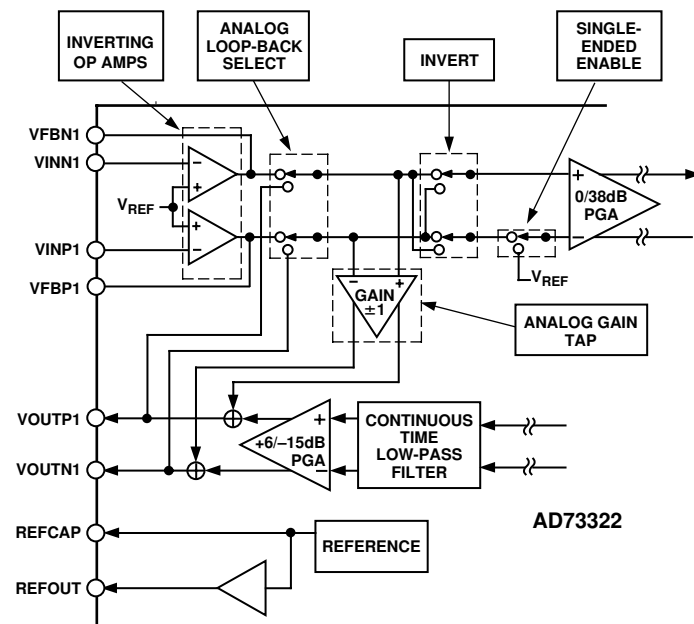 INVERTING
OP AMPS
ANALOG
LOOP-BACK
SELECT
INVERT
SINGLE-
ENDED
ENABLE
VFBN1
VINN1
VREF
VINP1
VFBP1
–
+
+
–
+
0/38dB
PGA
–
VREF
–
+
GAIN
±1
ANALOG GAIN
TAP
VOUTP1
VOUTN1
+
+6/–15dB
PGA
–
CONTINUOUS
TIME
LOW-PASS
FILTER
AD73322
REFCAP
REFOUT
REFERENCE